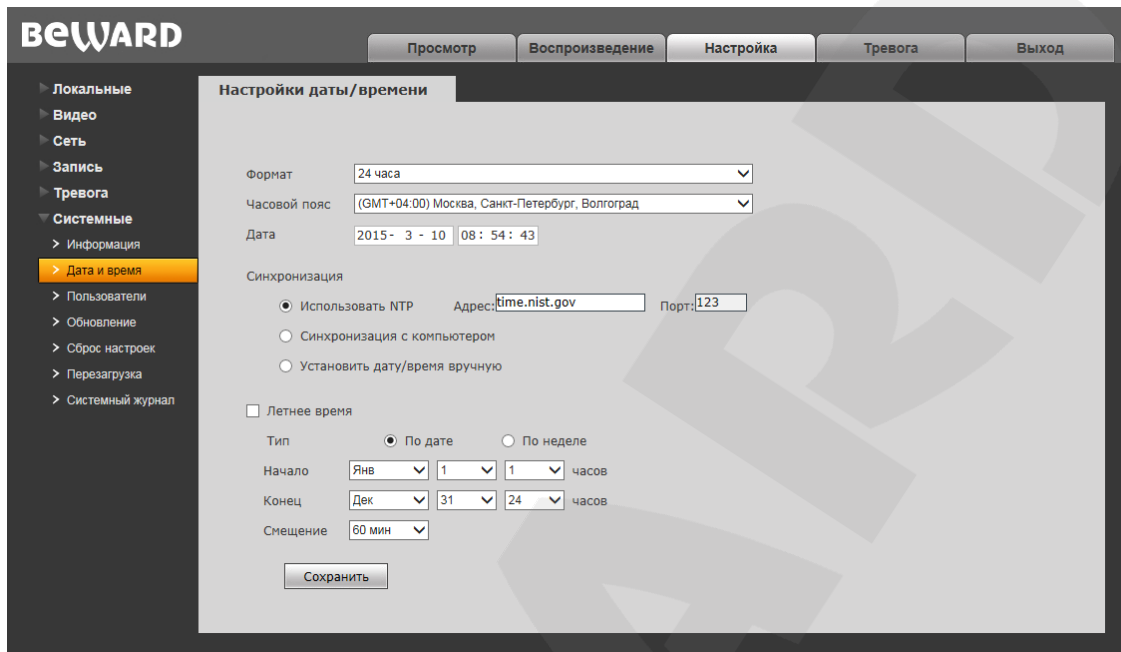 BEWARD
Просмотр Воспроизведение Настройка Тревога Выход
Локальные
Видео
Сеть
Запись
Тревога
Системные
> Информация
> Дата и время
> Пользователи
> Обновление
> Сброс настроек
> Перезагрузка
> Системный журнал
Настройки даты/времени
Формат 24 часа
Часовой пояс (GMT+04:00) Москва, Санкт-Петербург, Волгоград
Дата 2015- 3 - 10 08: 54: 43
Синхронизация
Использовать NTP Адрес: time.nist.gov Порт: 123
Синхронизация с компьютером
Установить дату/время вручную
Летнее время
Тип По дате По неделе
Начало Янв 1 1 часов
Конец Дек 31 24 часов
Смещение 60 мин
Сохранить